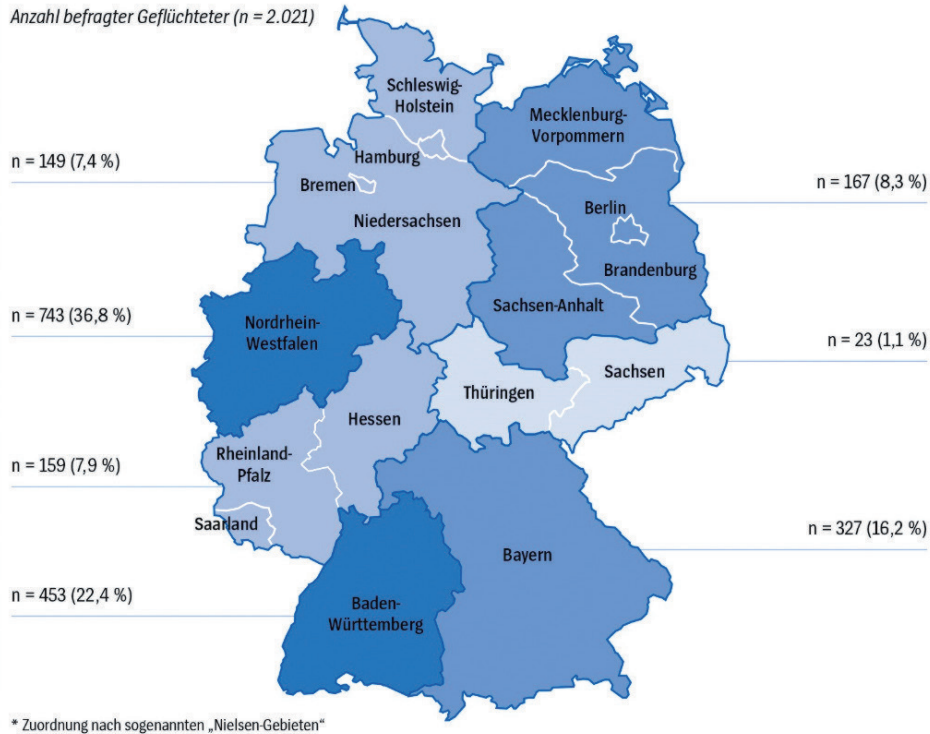 Anzahl befragter Geflüchteter (n = 2.021)
Schleswig-
Holstein
Mecklenburg-
Vorpommern
Hamburg
n = 149 (7,4 %)
Bremen
n = 167 (8,3 %)
Berlin
Niedersachsen
Brandenburg
Sachsen-Anhalt
n = 743 (36,8 %)
Nordrhein-
Westfalen
n = 23 (1,1 %)
Sachsen
Thüringen
Hessen
Rheinland-
Pfalz
n = 159 (7,9 %)
Saarland
n = 327 (16,2 %)
Bayern
n = 453 (22,4 %)
Baden-
Württemberg
* Zuordnung nach sogenannten „Nielsen-Gebieten“